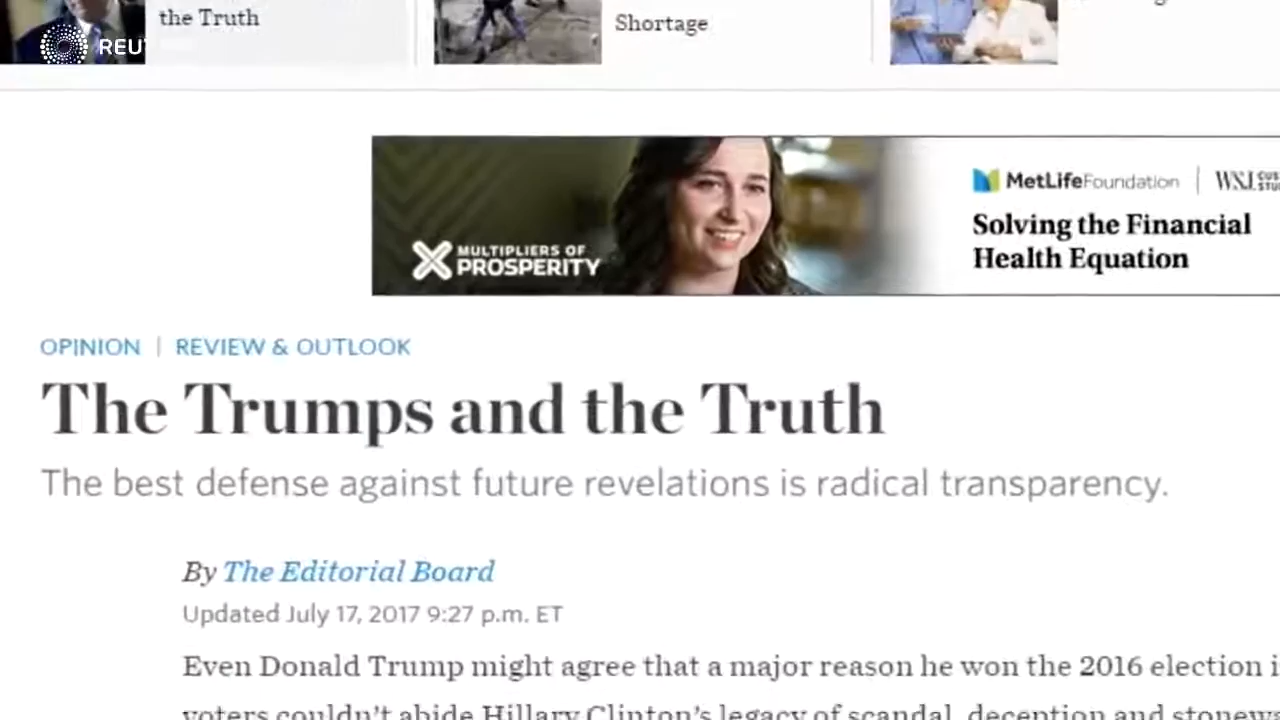 the Truth
Shortage
REU
MULTIPLIERS OF
PROSPERITY
MetLifeFoundation | WSJ.
Solving the Financial
Health Equation
OPINION | REVIEW & OUTLOOK
The Trumps and the Truth
The best defense against future revelations is radical transparency.
By The Editorial Board
Updated July 17, 2017 9:27 p.m. ET
Even Donald Trump might agree that a major reason he won the 2016 election i
voters couldn't abide Hillary Clinton's legacy of scandal, deception and stonew